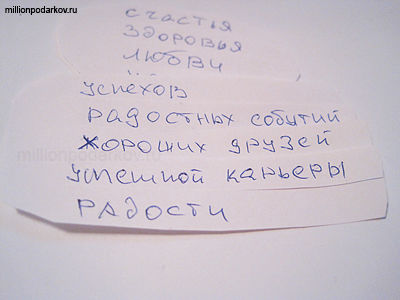 millionpodarkov.ru
счастья
здоровья
любви
успехов
радостных событий
хороших друзей
millionpodarkov.ru
успешной карьеры
радости